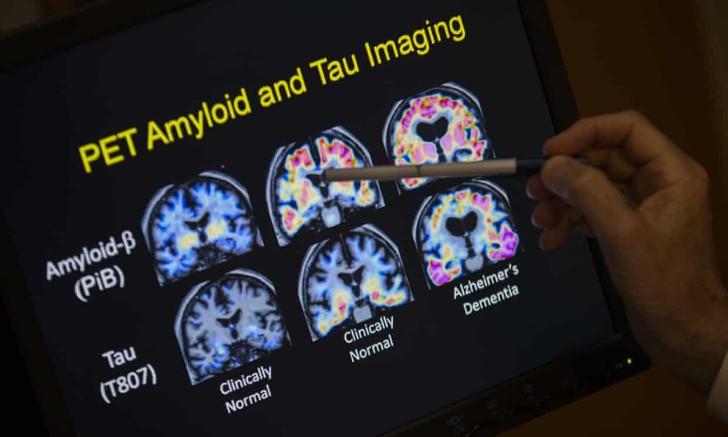 PET Amyloid and Tau Imaging
Amyloid-β
(PiB)
Tau
(T807)
Clinically
Normal
Clinically
Normal
Alzheimer's
Dementia